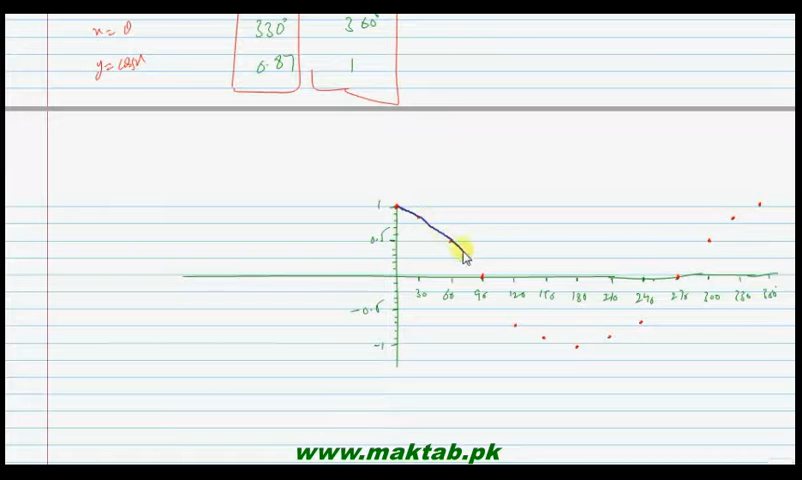 x = θ 330° 360°
y = cosx 0.87 1
1
0.5
30 60 90 120 150 180 210 240 270 300 330 360°
-0.5
-1
www.maktab.pk